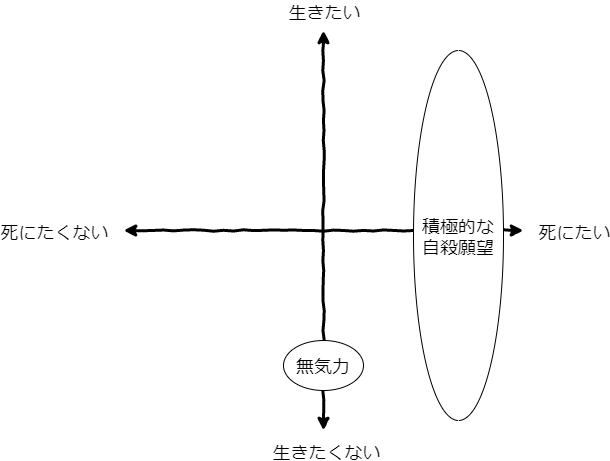 生きたい
死にたくない
積極的な
自殺願望
死にたい
無気力
生きたくない